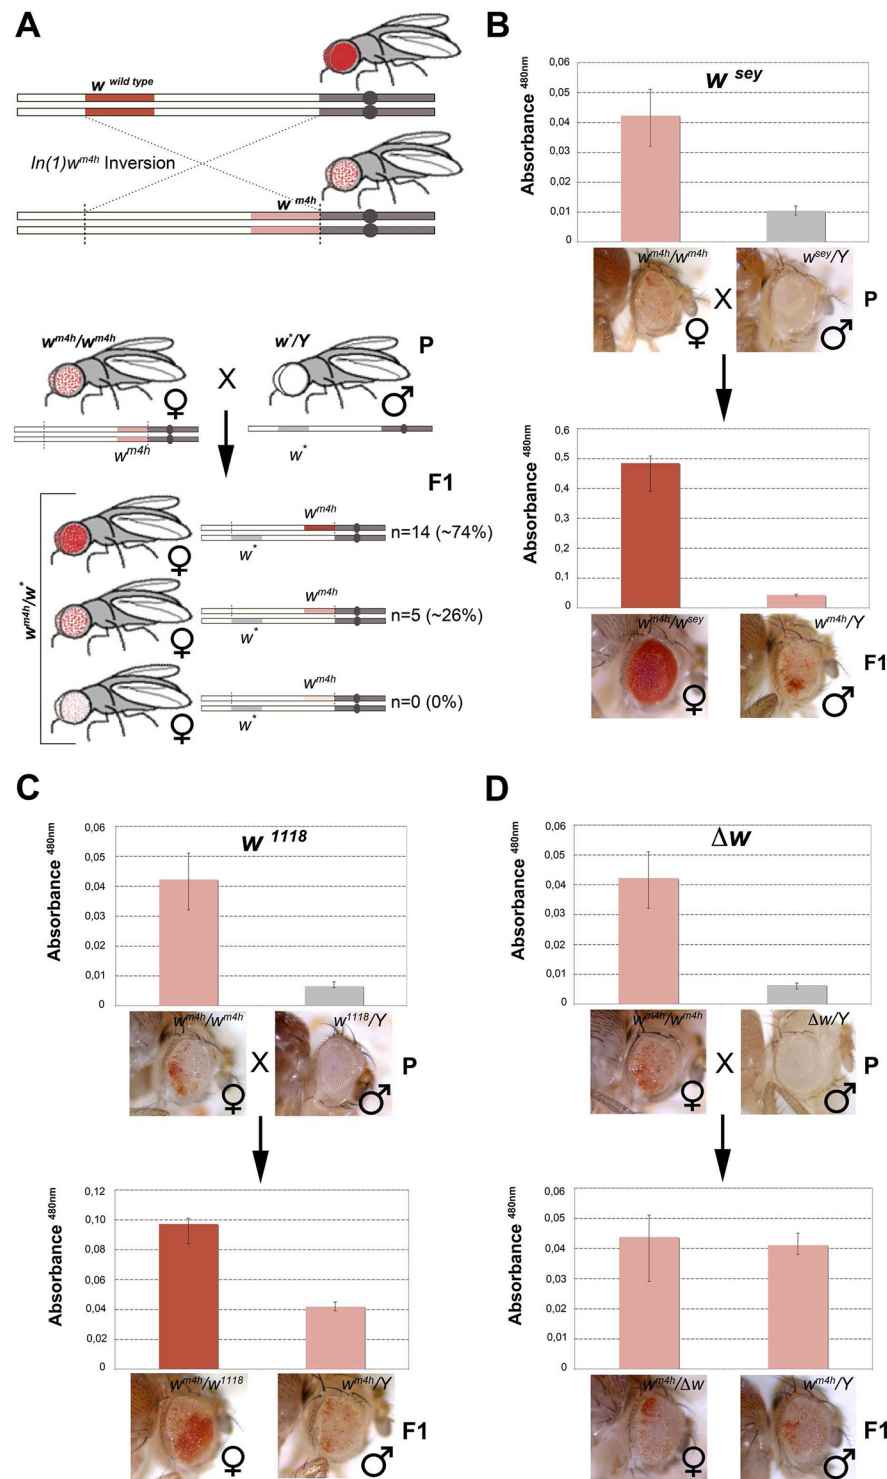 A
w wild type
In(1)w^m4h Inversion
w m4h
w^m4h/w^m4h
w*/Y
P
X
♀
♂
w^m4h
w*
F1
w^m4h/w*
w^m4h
n=14 (~74%)
w*
♀
w^m4h
n=5 (~26%)
w*
♀
w^m4h
n=0 (0%)
w*
♀
B
w sey
Absorbance 480nm
0,06
0,05
0,04
0,03
0,02
0,01
0
w^m4h/w^m4h
w^sey/Y
X
P
♀
♂
Absorbance 480nm
0,6
0,5
0,4
0,3
0,2
0,1
0
w^m4h/w^sey
w^m4h/Y
F1
♀
♂
C
w 1118
Absorbance 480nm
0,06
0,05
0,04
0,03
0,02
0,01
0
w^m4h/w^m4h
w^1118/Y
X
P
♀
♂
Absorbance 480nm
0,12
0,10
0,08
0,06
0,04
0,02
0
w^m4h/w^1118
w^m4h/Y
F1
♀
♂
D
Δw
Absorbance 480nm
0,06
0,05
0,04
0,03
0,02
0,01
0
w^m4h/w^m4h
Δw/Y
X
P
♀
♂
Absorbance 480nm
0,06
0,05
0,04
0,03
0,02
0,01
0
w^m4h/Δw
w^m4h/Y
F1
♀
♂